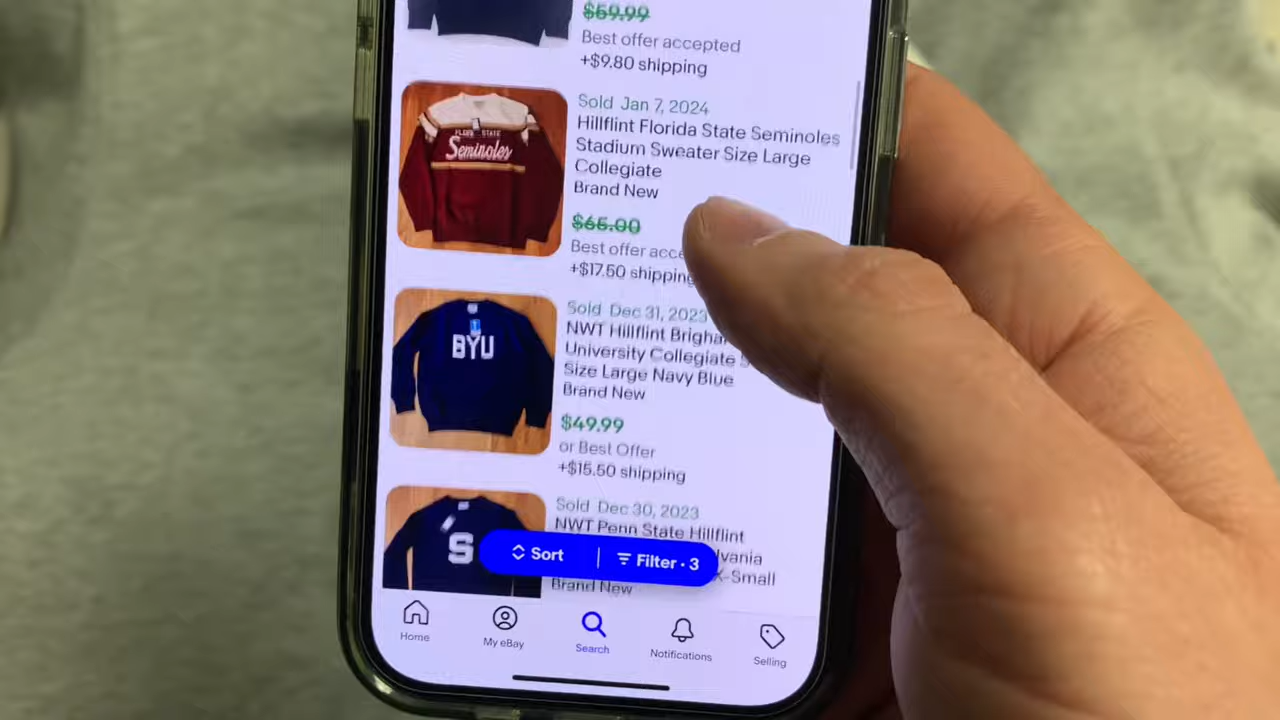 $59.99
Best offer accepted
+$9.80 shipping
FLORIDA STATE
Seminoles
Sold Jan 7, 2024
Hillflint Florida State Seminoles
Stadium Sweater Size Large
Collegiate
Brand New
$65.00
Best offer acce
+$17.50 shipping
BYU
Sold Dec 31, 2023
NWT Hillflint Brigha
University Collegiate
Size Large Navy Blue
Brand New
$49.99
or Best Offer
+$15.50 shipping
S
Sold Dec 30, 2023
NWT Penn State Hillflint
lvania
X-Small
Brand New
Sort
Filter · 3
Home
My eBay
Search
Notifications
Selling